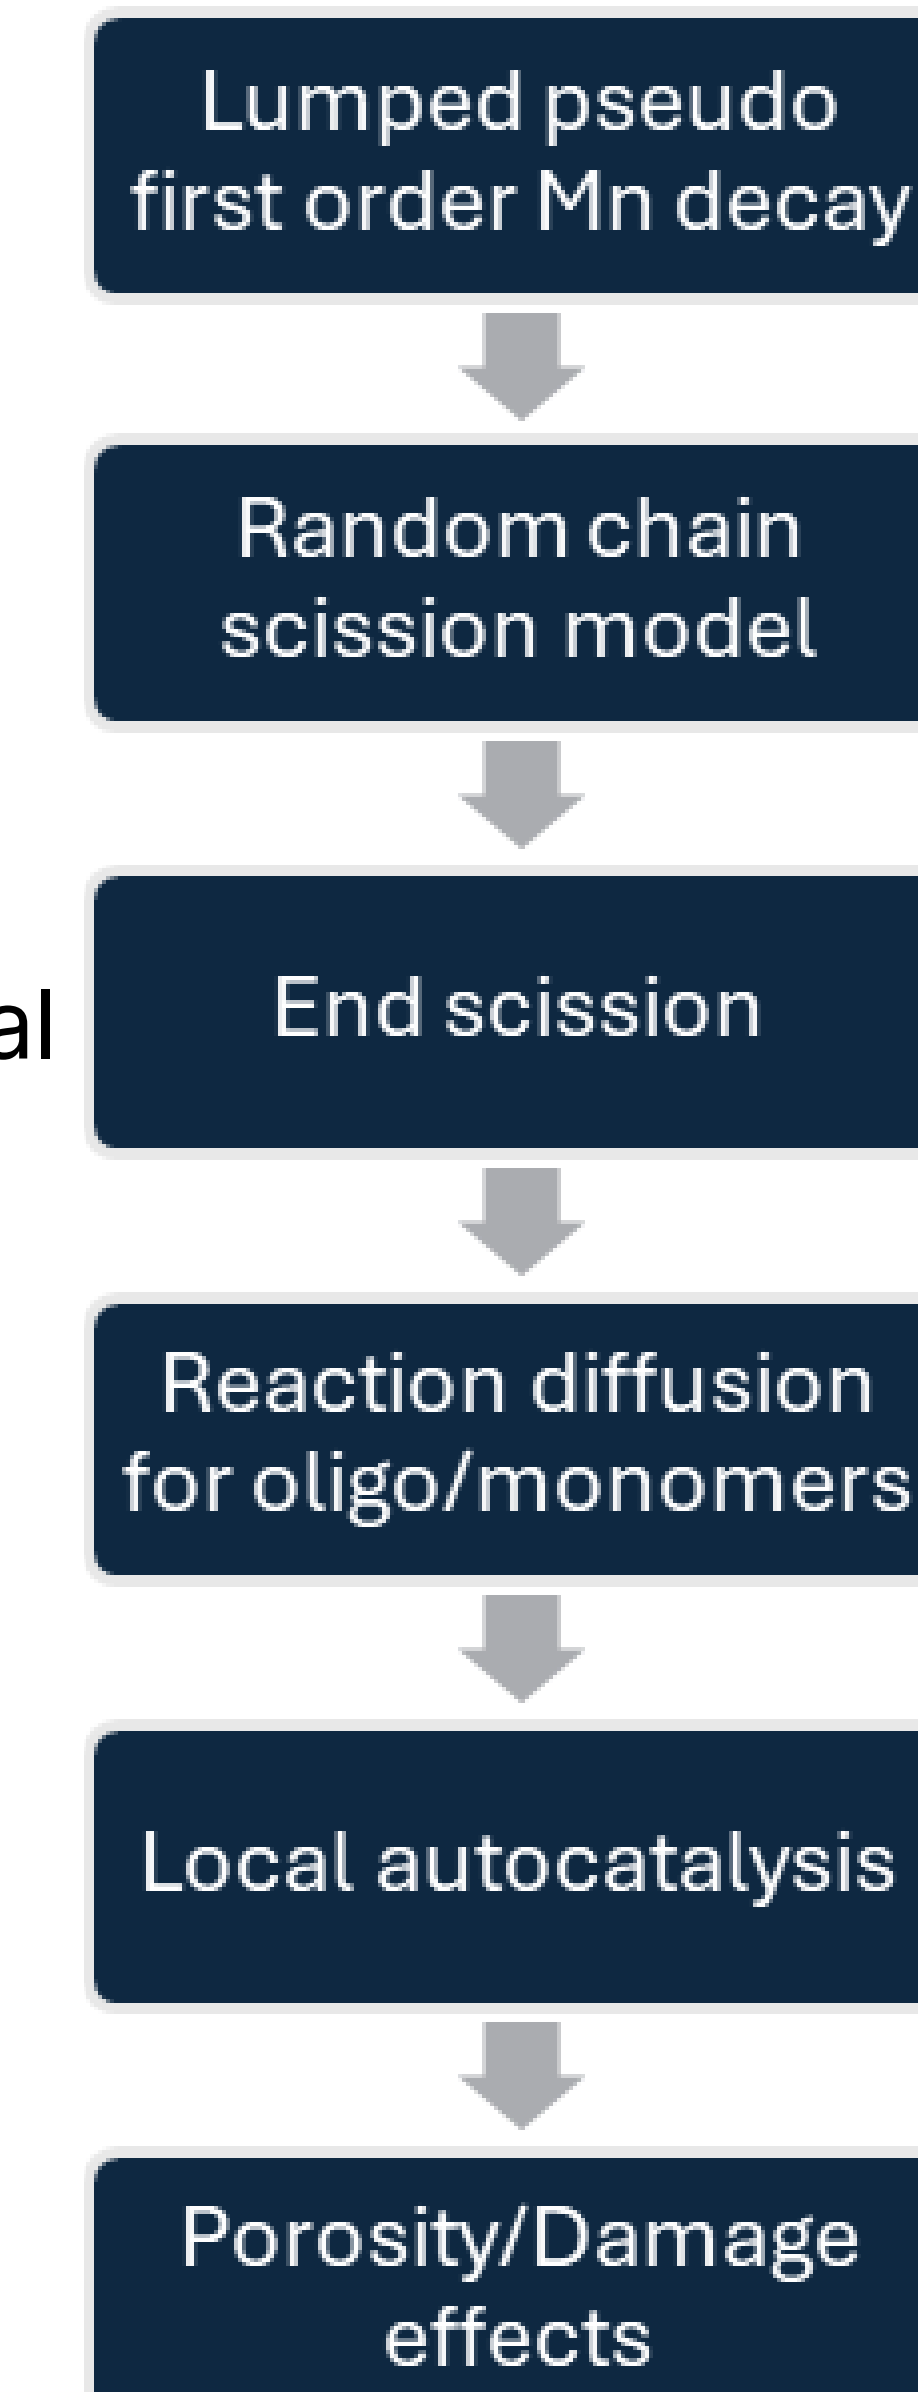 Lumped pseudo
first order Mn decay
Random chain
scission model
al
End scission
Reaction diffusion
for oligo/monomers
Local autocatalysis
Porosity/Damage
effects